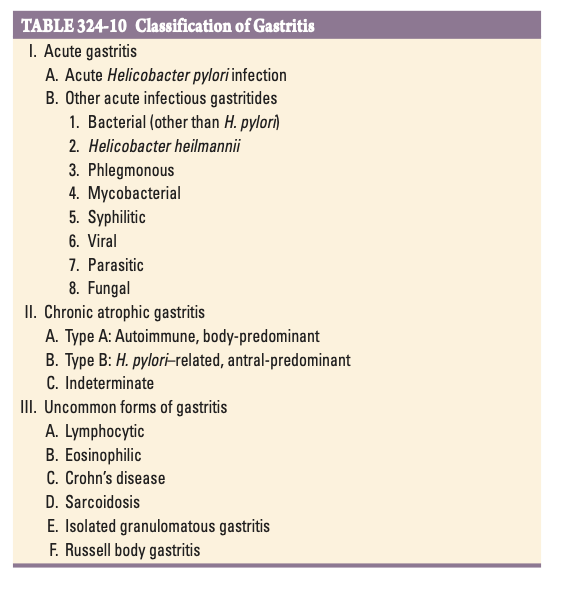 TABLE 324-10 Classification of Gastritis
I. Acute gastritis
A. Acute Helicobacter pylori infection
B. Other acute infectious gastritides
1. Bacterial (other than H. pylori)
2. Helicobacter heilmannii
3. Phlegmonous
4. Mycobacterial
5. Syphilitic
6. Viral
7. Parasitic
8. Fungal
II. Chronic atrophic gastritis
A. Type A: Autoimmune, body-predominant
B. Type B: H. pylori–related, antral-predominant
C. Indeterminate
III. Uncommon forms of gastritis
A. Lymphocytic
B. Eosinophilic
C. Crohn’s disease
D. Sarcoidosis
E. Isolated granulomatous gastritis
F. Russell body gastritis